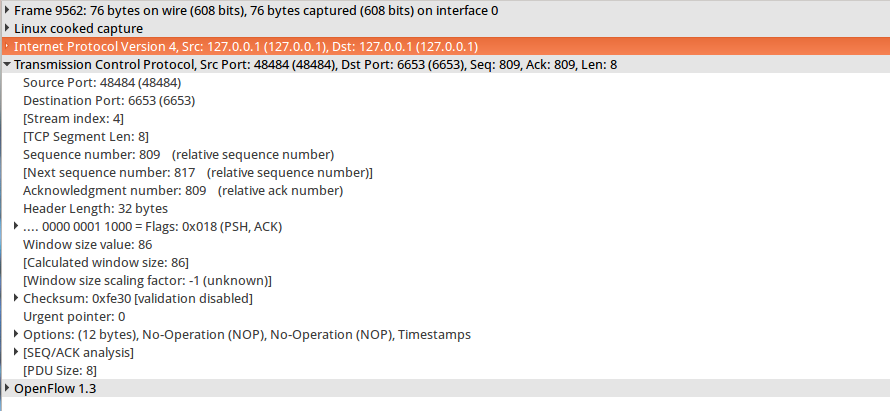 Frame 9562: 76 bytes on wire (608 bits), 76 bytes captured (608 bits) on interface 0
Linux cooked capture
Internet Protocol Version 4, Src: 127.0.0.1 (127.0.0.1), Dst: 127.0.0.1 (127.0.0.1)
Transmission Control Protocol, Src Port: 48484 (48484), Dst Port: 6653 (6653), Seq: 809, Ack: 809, Len: 8
Source Port: 48484 (48484)
Destination Port: 6653 (6653)
[Stream index: 4]
[TCP Segment Len: 8]
Sequence number: 809 (relative sequence number)
[Next sequence number: 817 (relative sequence number)]
Acknowledgment number: 809 (relative ack number)
Header Length: 32 bytes
.... 0000 0001 1000 = Flags: 0x018 (PSH, ACK)
Window size value: 86
[Calculated window size: 86]
[Window size scaling factor: -1 (unknown)]
Checksum: 0xfe30 [validation disabled]
Urgent pointer: 0
Options: (12 bytes), No-Operation (NOP), No-Operation (NOP), Timestamps
[SEQ/ACK analysis]
[PDU Size: 8]
OpenFlow 1.3